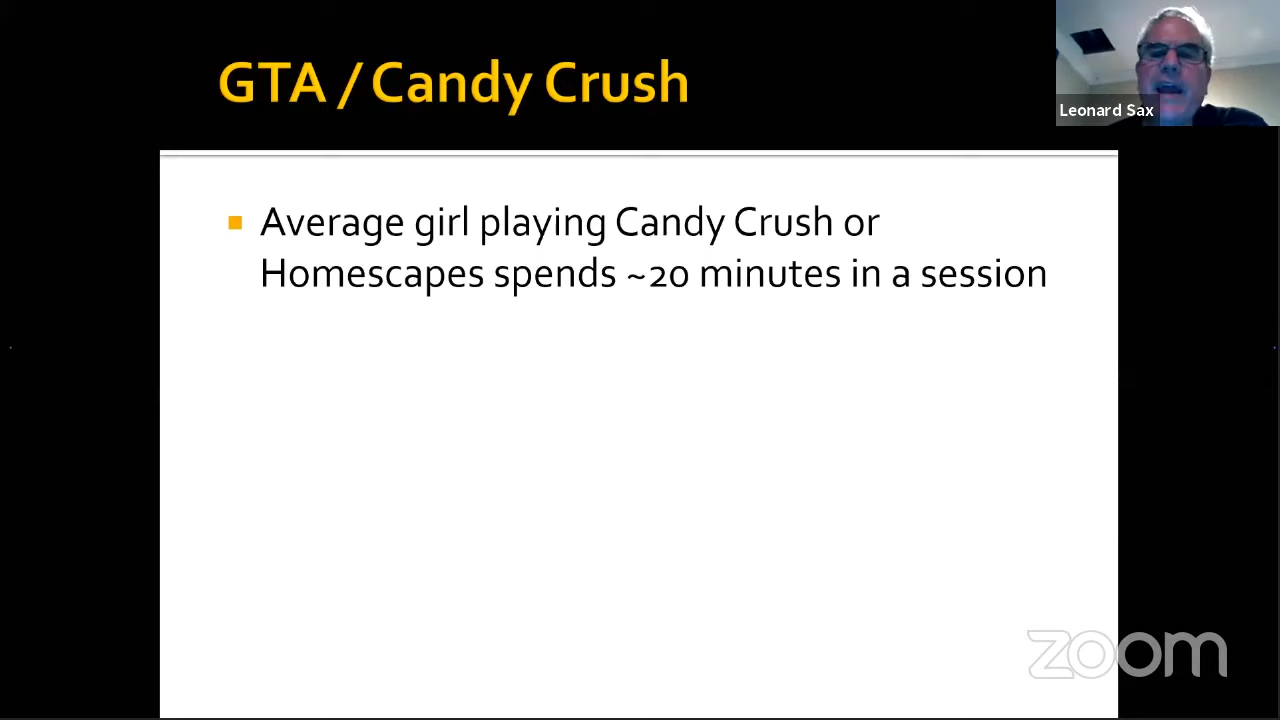 GTA / Candy Crush
Leonard Sax
Average girl playing Candy Crush or
Homescapes spends ~20 minutes in a session
zoom